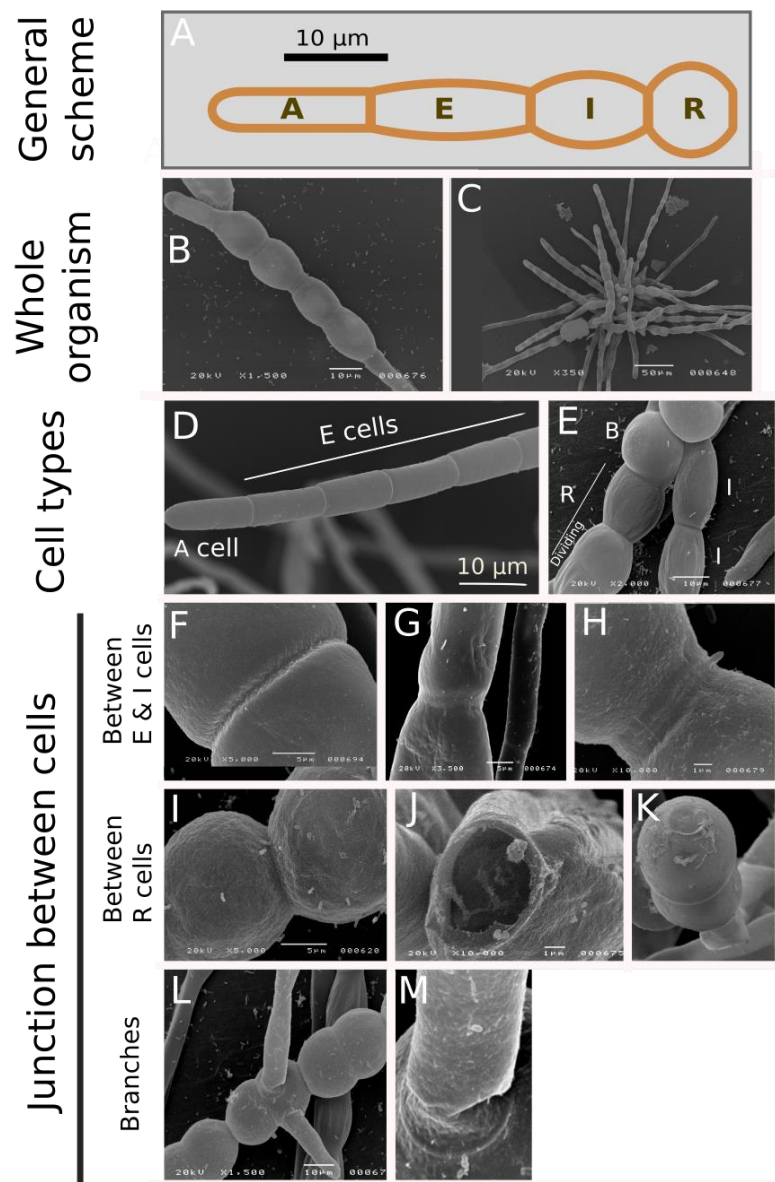 General
scheme
A
10 µm
A E I R
Whole
organism
B
20kV X1,500 10µm 000676
C
20kV X350 50µm 000648
Cell types
D
E cells
A cell
10 µm
E
B
R
I
Dividing
I
20kV X2,000 10µm 000677
Junction between cells
Between
E & I cells
F
20kV X5,000 5µm 000694
G
20kV X3,500 5µm 000674
H
20kV X10,000 1µm 000679
Between
R cells
I
20kV X5,000 5µm 000620
J
20kV X10,000 1µm 000675
K
Branches
L
20kV X1,500 10µm 00067
M